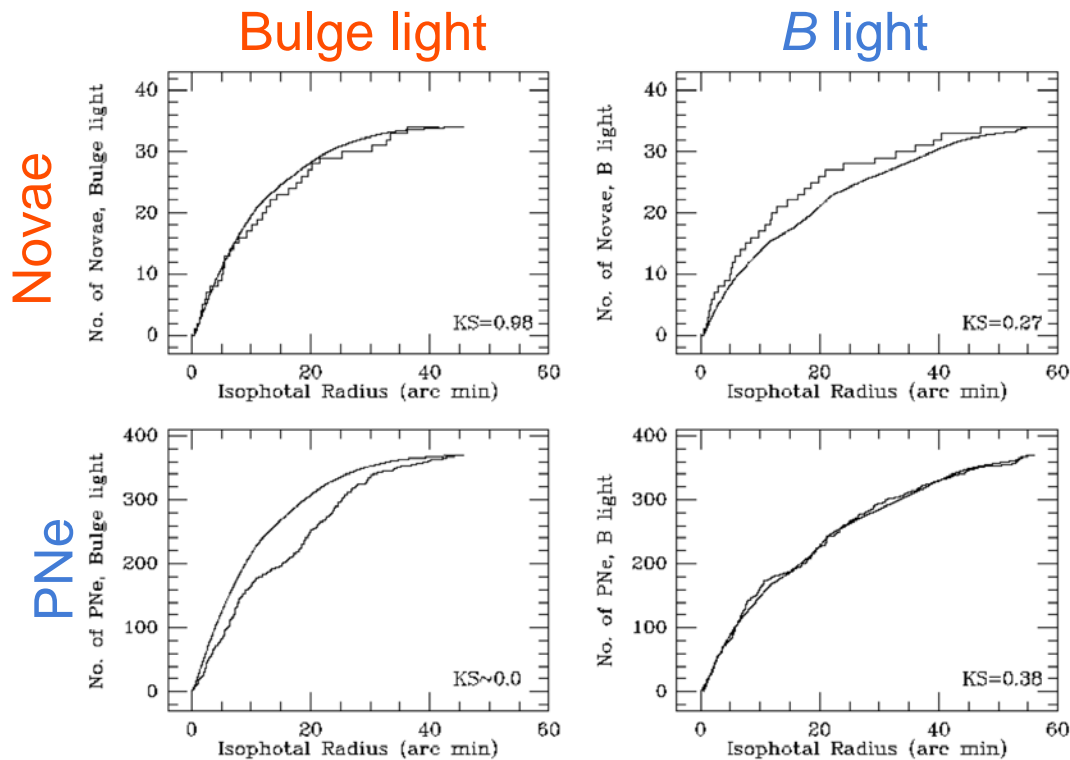 Bulge light
B light
Novae
No. of Novae, Bulge light
40
30
20
10
0
KS=0.98
0 20 40 60
Isophotal Radius (arc min)
No. of Novae, B light
40
30
20
10
0
KS=0.27
0 20 40 60
Isophotal Radius (arc min)
PNe
No. of PNe, Bulge light
400
300
200
100
0
KS~0.0
0 20 40 60
Isophotal Radius (arc min)
No. of PNe, B light
400
300
200
100
0
KS=0.38
0 20 40 60
Isophotal Radius (arc min)